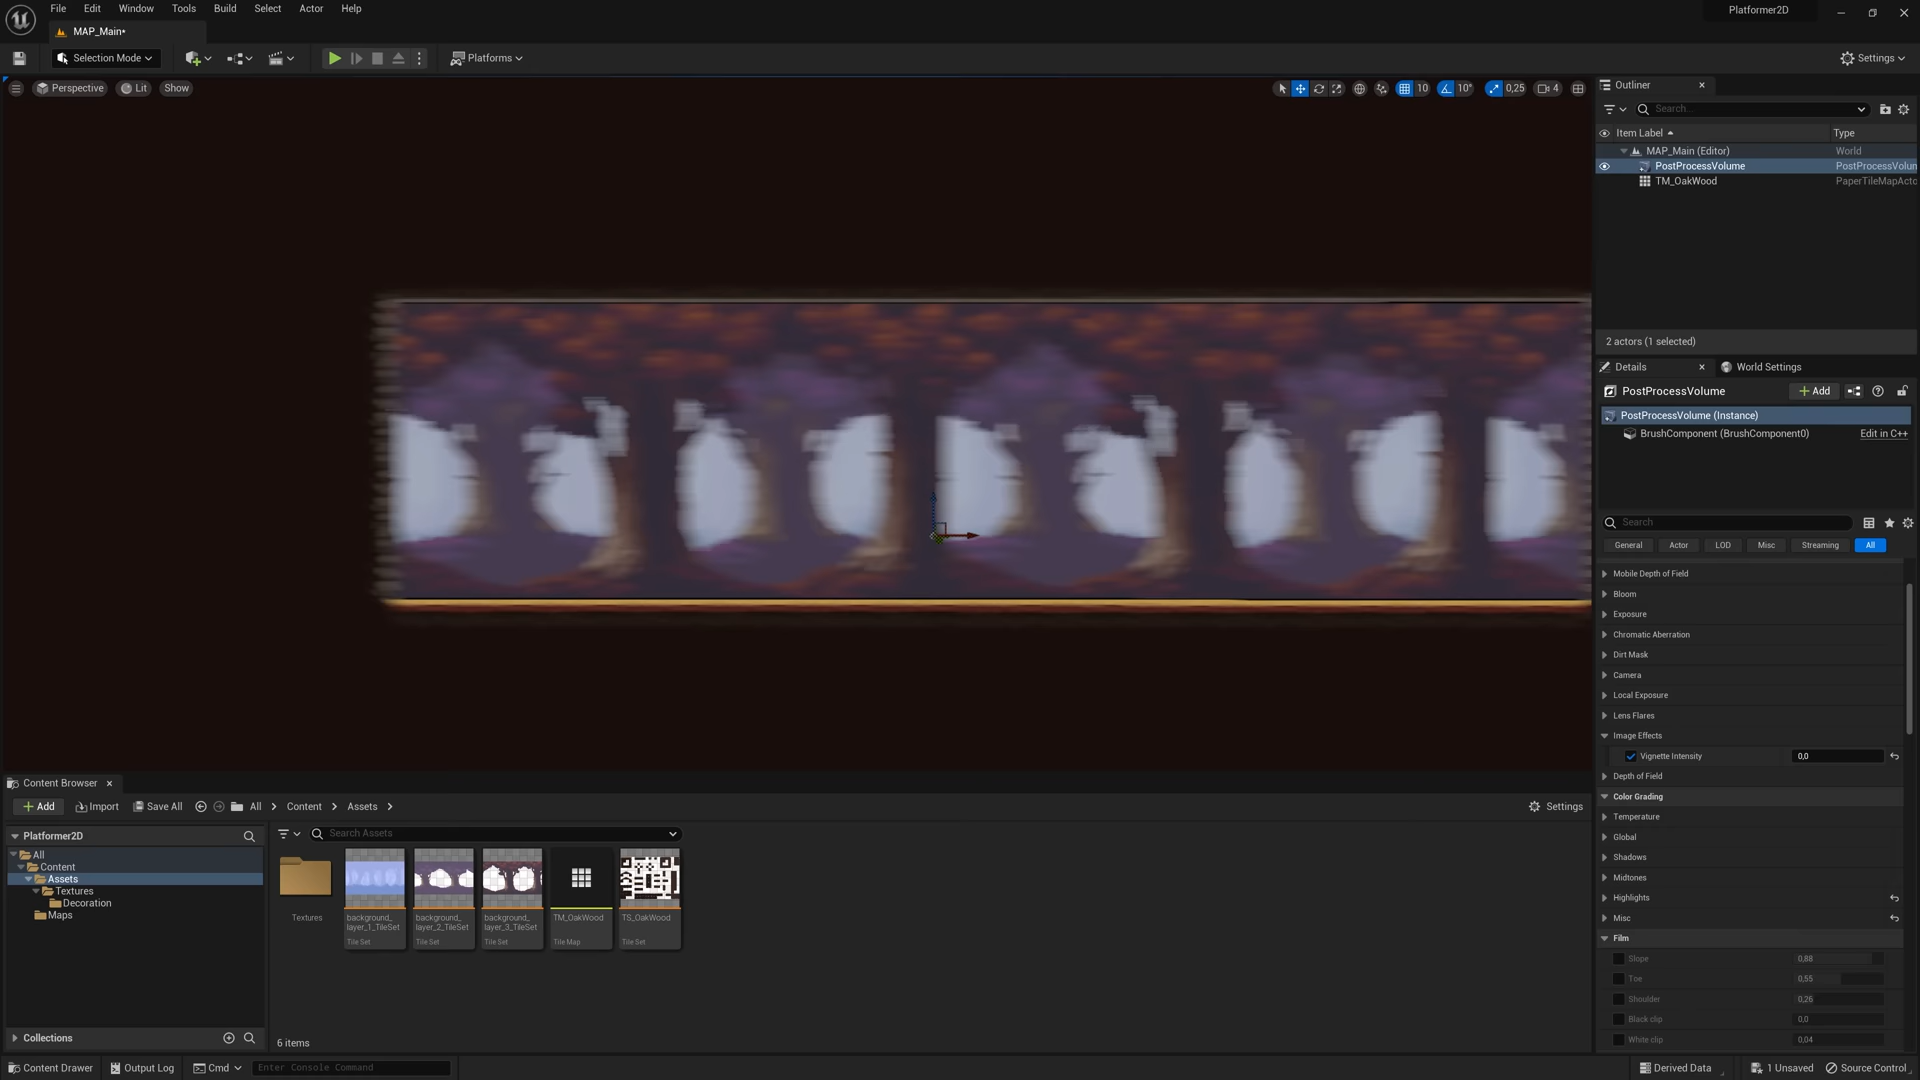 File Edit Window Tools Build Select Actor Help
Platformer2D
MAP_Main*
Selection Mode
Platforms
Settings
Perspective Lit Show
10 10° 0,25 4
Outliner
Search...
Item Label Type
MAP_Main (Editor) World
PostProcessVolume PostProcessVolun
TM_OakWood PaperTileMapActo
2 actors (1 selected)
Details World Settings
PostProcessVolume Add
PostProcessVolume (Instance)
BrushComponent (BrushComponent0) Edit in C++
Search
General Actor LOD Misc Streaming All
Mobile Depth of Field
Bloom
Exposure
Chromatic Aberration
Dirt Mask
Camera
Local Exposure
Lens Flares
Image Effects
Vignette Intensity 0,0
Depth of Field
Color Grading
Temperature
Global
Shadows
Midtones
Highlights
Misc
Film
Slope 0,88
Toe 0,55
Shoulder 0,26
Black clip 0,0
White clip 0,04
Content Browser
Add Import Save All All Content Assets Settings
Platformer2D
Search Assets
All
Content
Assets
Textures
Decoration
Maps
Textures
background_
layer_1_TileSet
Tile Set
background_
layer_2_TileSet
Tile Set
background_
layer_3_TileSet
Tile Set
TM_OakWood
Tile Map
TS_OakWood
Tile Set
Collections
6 items
Content Drawer Output Log Cmd Enter Console Command
Derived Data 1 Unsaved Source Control